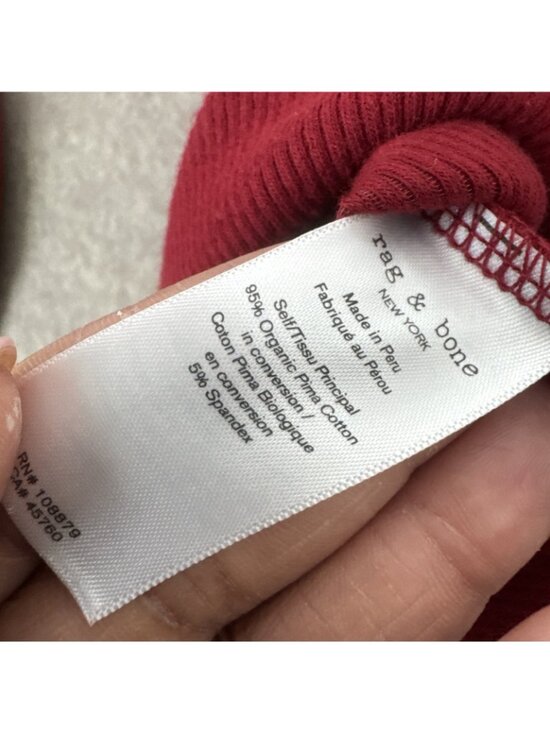 rag & bone
NEW YORK
Made in Peru
Fabriqué au Pérou
Self/Tissu Principal
95% Organic Pima Cotton
in conversion /
Coton Pima Biologique
en conversion
5% Spandex
RN# 108879
CA# 45760